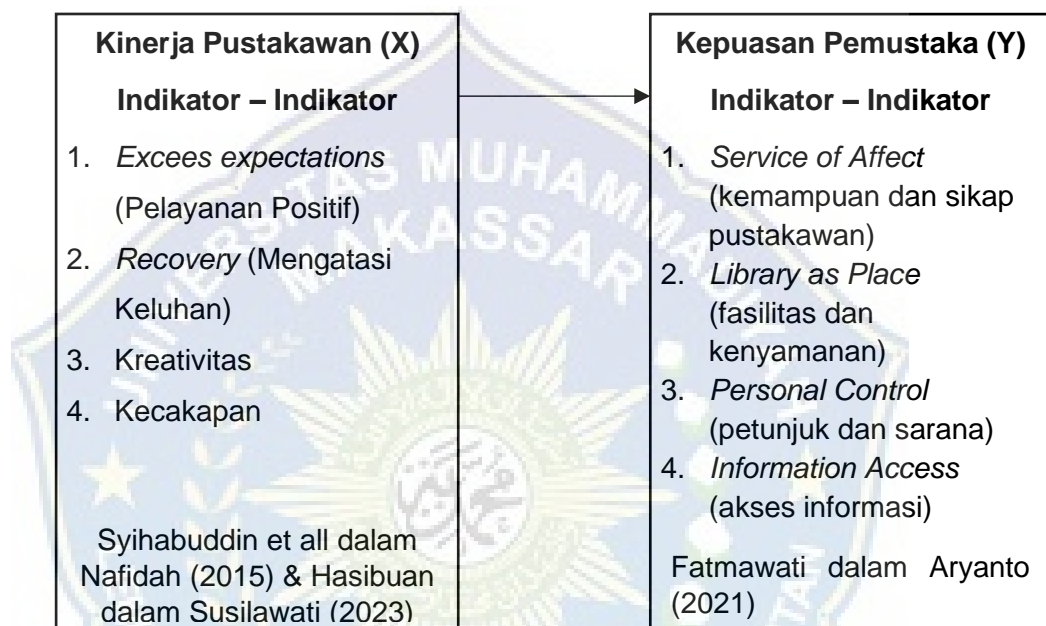 Kinerja Pustakawan (X)
Indikator – Indikator
1. Excees expectations
(Pelayanan Positif)
2. Recovery (Mengatasi
Keluhan)
3. Kreativitas
4. Kecakapan
Syihabuddin et all dalam
Nafidah (2015) & Hasibuan
dalam Susilawati (2023)
Kepuasan Pemustaka (Y)
Indikator – Indikator
1. Service of Affect
(kemampuan dan sikap
pustakawan)
2. Library as Place
(fasilitas dan
kenyamanan)
3. Personal Control
(petunjuk dan sarana)
4. Information Access
(akses informasi)
Fatmawati dalam Aryanto
(2021)
UNIVERSITAS MUHAMMADIYAH
MAKASSAR